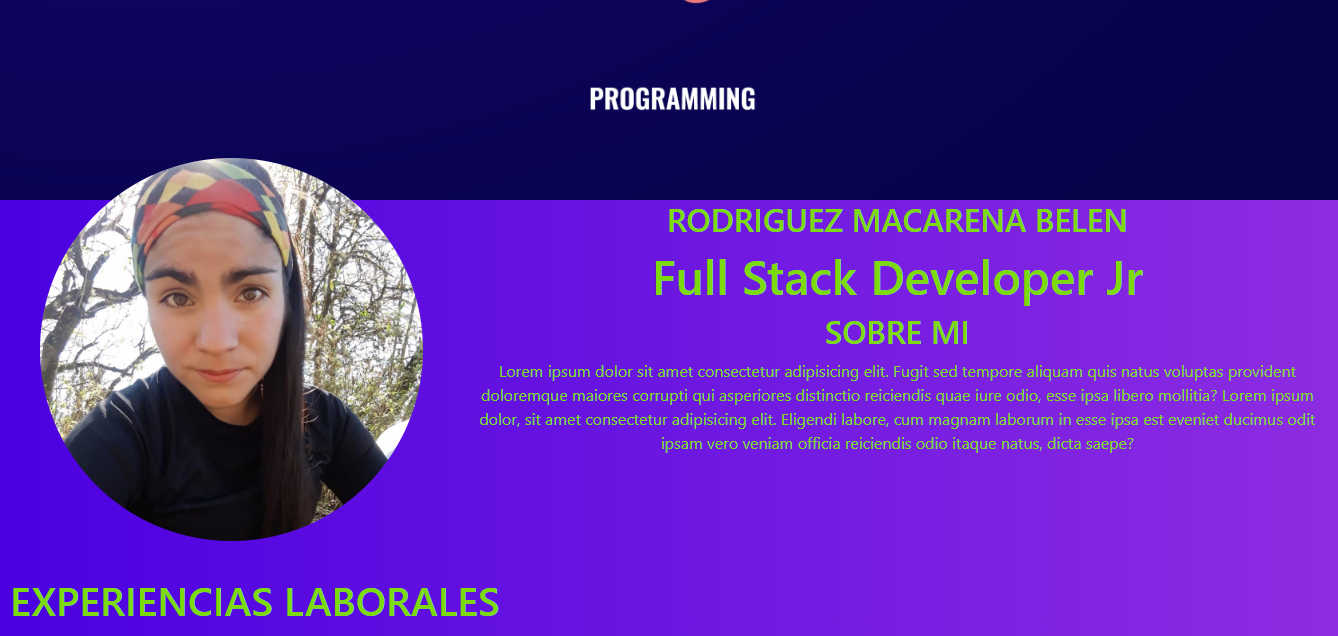 PROGRAMMING
RODRIGUEZ MACARENA BELEN
Full Stack Developer Jr
SOBRE MI
Lorem ipsum dolor sit amet consectetur adipisicing elit. Fugit sed tempore aliquam quis natus voluptas provident
doloremque maiores corrupti qui asperiores distinctio reiciendis quae iure odio, esse ipsa libero mollitia? Lorem ipsum
dolor, sit amet consectetur adipisicing elit. Eligendi labore, cum magnam laborum in esse ipsa est eveniet ducimus odit
ipsam vero veniam officia reiciendis odio itaque natus, dicta saepe?
EXPERIENCIAS LABORALES